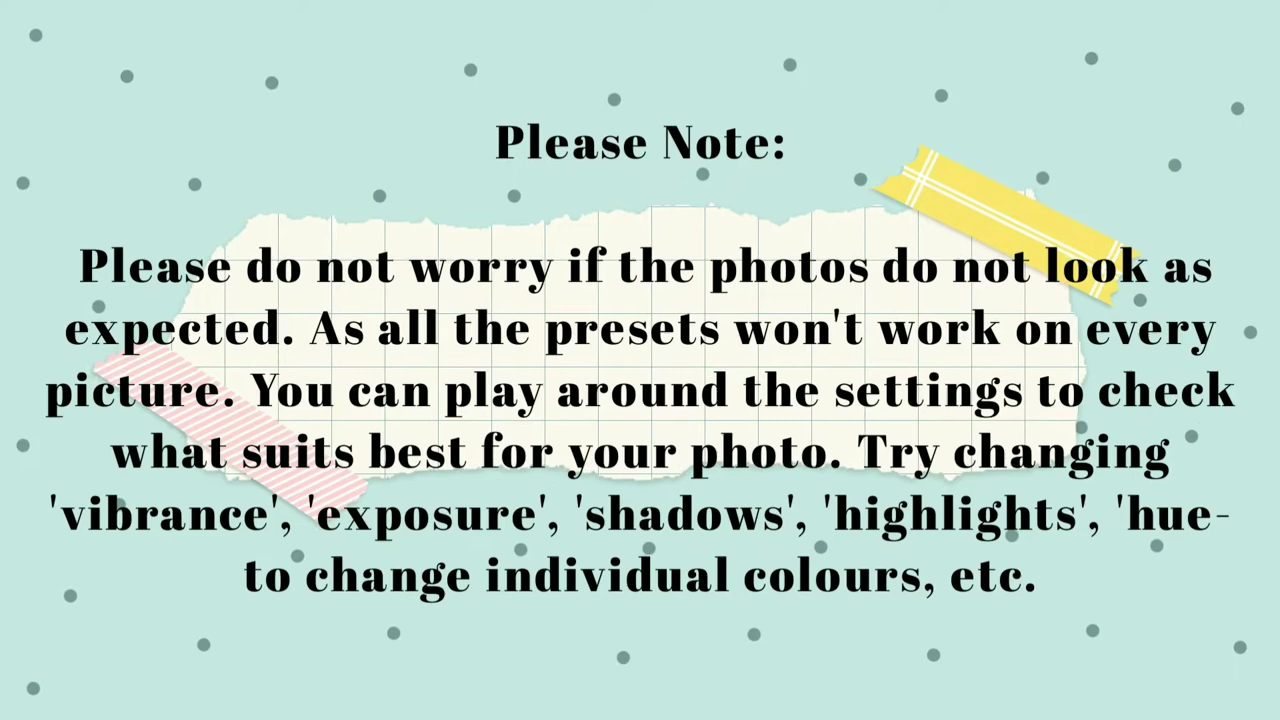 Please Note:
Please do not worry if the photos do not look as
expected. As all the presets won't work on every
picture. You can play around the settings to check
what suits best for your photo. Try changing
'vibrance', 'exposure', 'shadows', 'highlights', 'hue-
to change individual colours, etc.